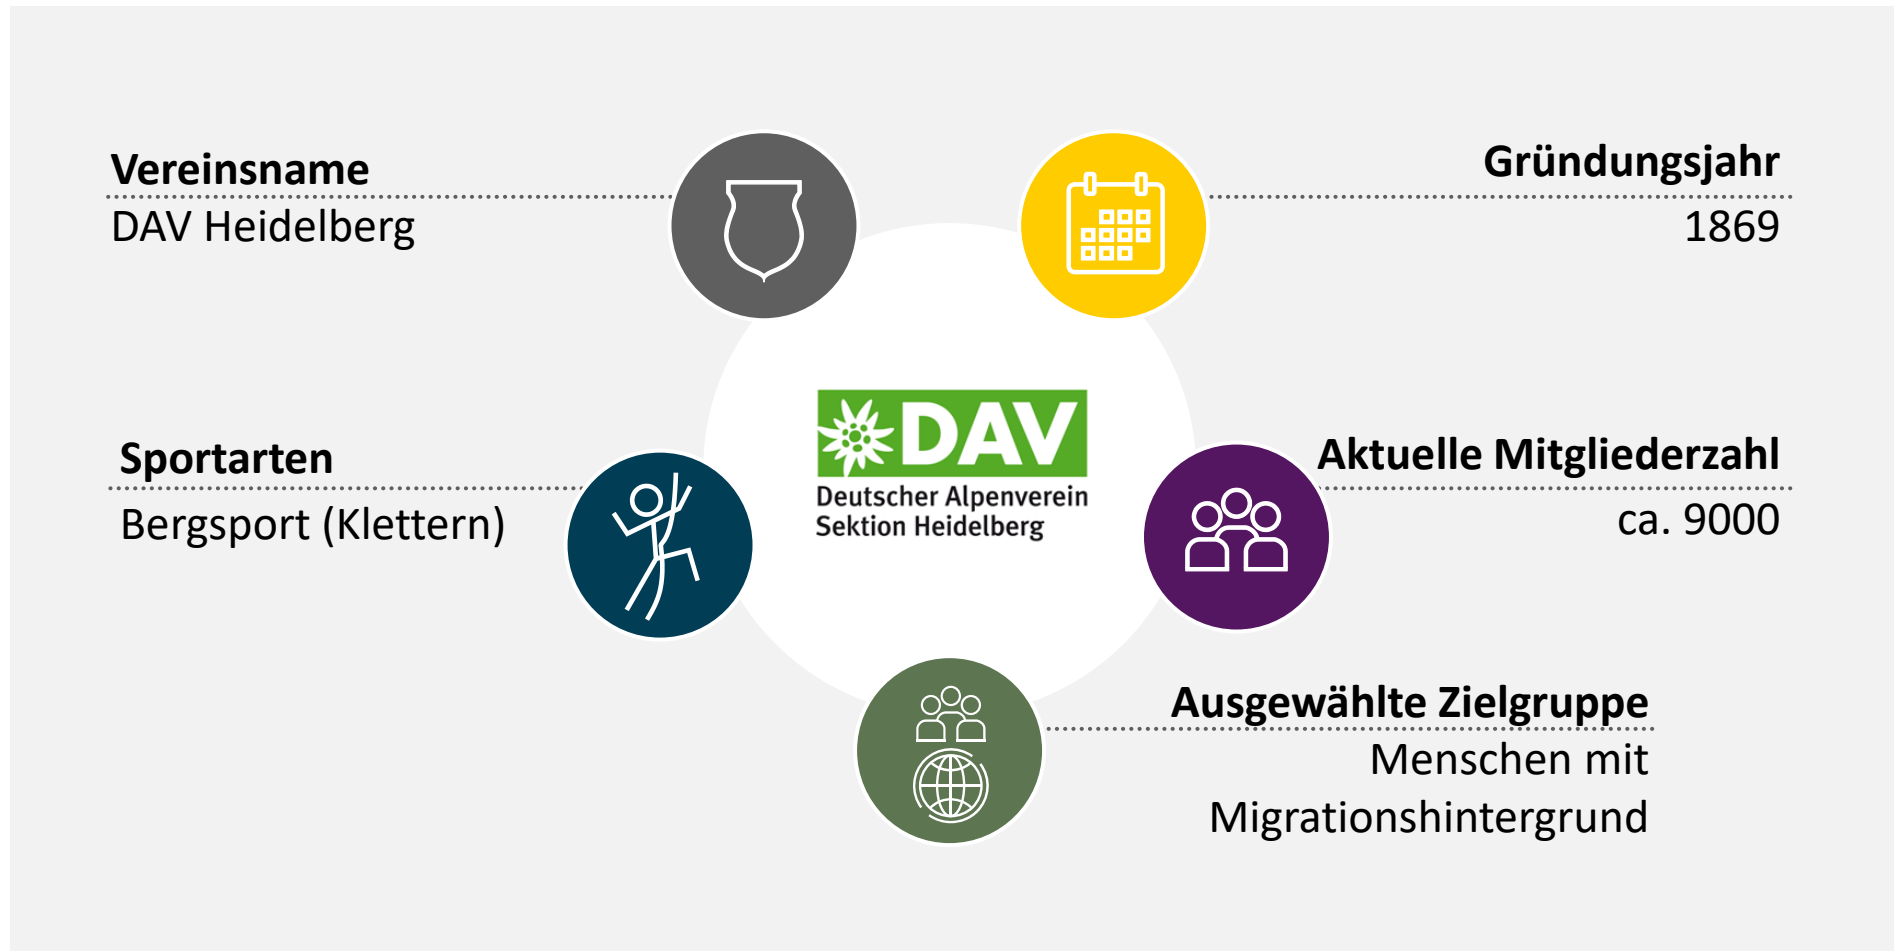 Vereinsname
DAV Heidelberg
Gründungsjahr
1869
DAV
Deutscher Alpenverein
Sektion Heidelberg
Sportarten
Bergsport (Klettern)
Aktuelle Mitgliederzahl
ca. 9000
Ausgewählte Zielgruppe
Menschen mit
Migrationshintergrund